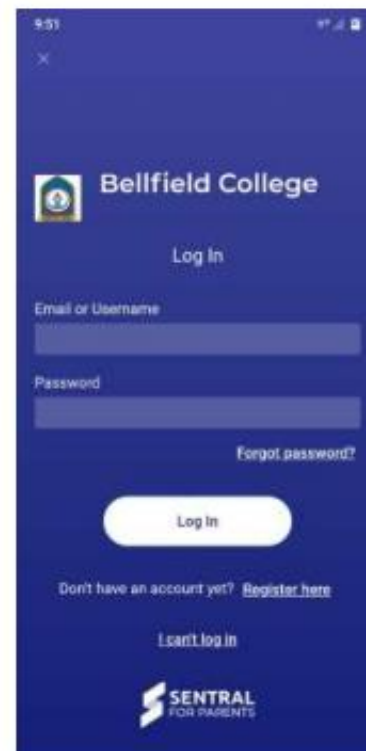 9:51
Bellfield College
Log In
Email or Username
Password
Forgot password?
Log In
Don't have an account yet? Register here
I can't log in
SENTRAL
FOR PARENTS